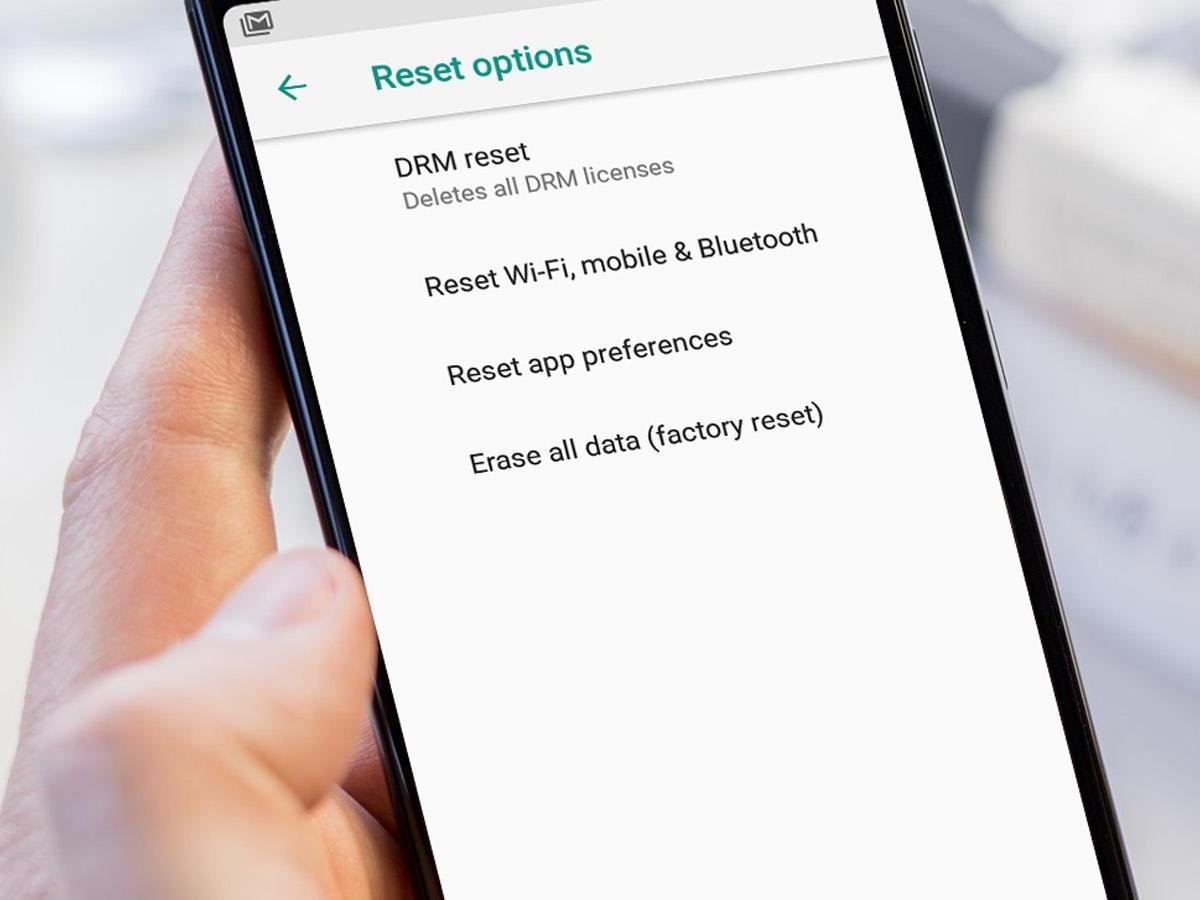 Reset options
DRM reset
Deletes all DRM licenses
Reset Wi-Fi, mobile & Bluetooth
Reset app preferences
Erase all data (factory reset)